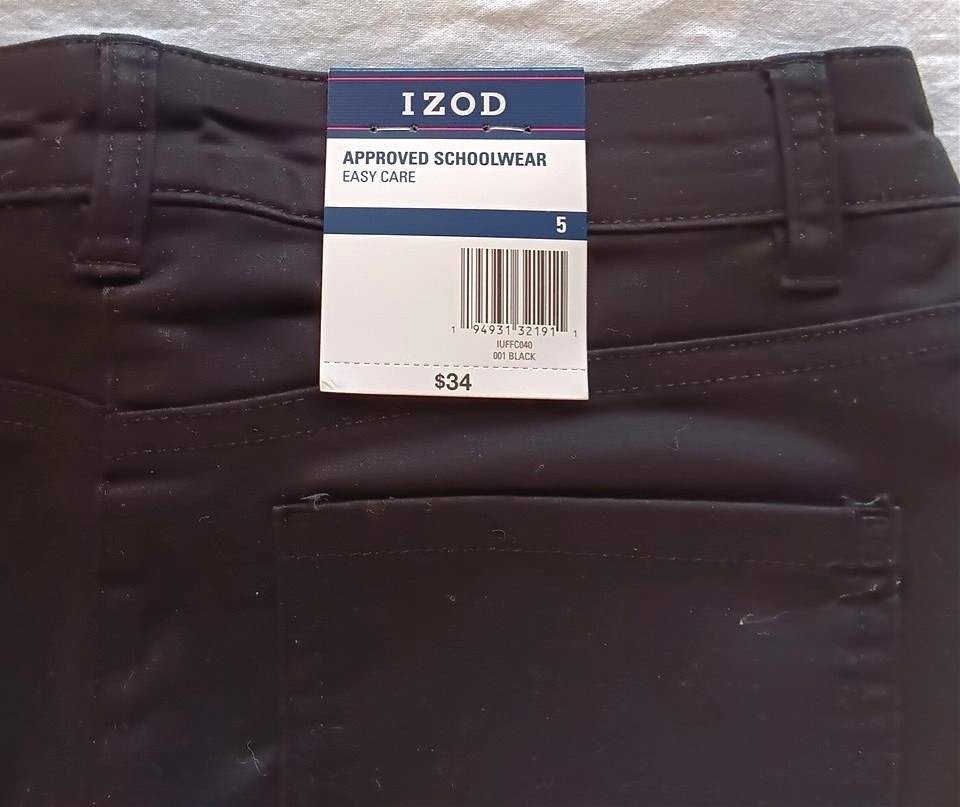 IZOD
APPROVED SCHOOLWEAR
EASY CARE
5
1 94931 32191 1
IUFFC040
001 BLACK
$34